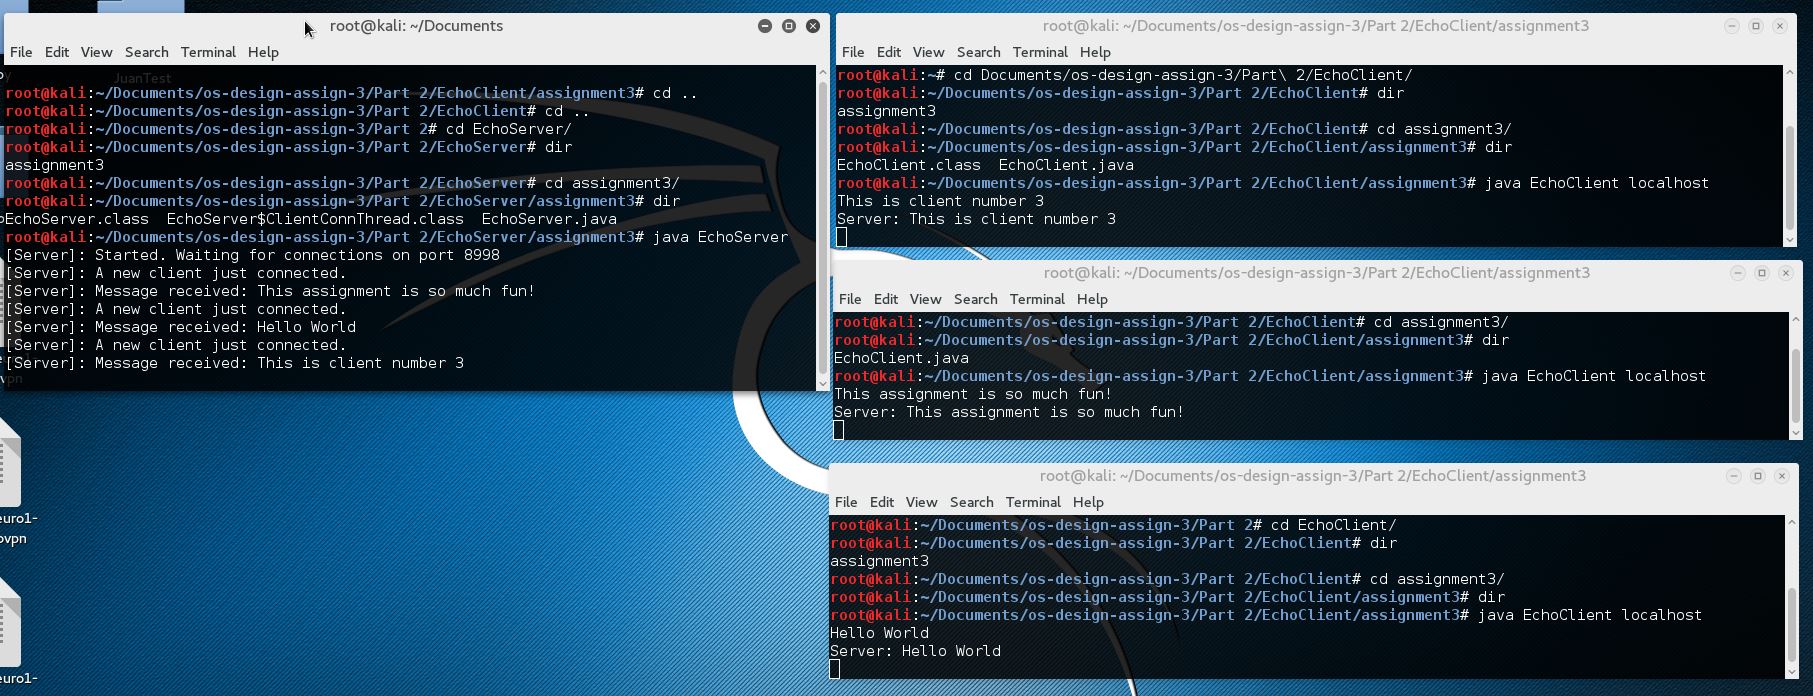 root@kali: ~/Documents
File Edit View Search Terminal Help
JuanTest
root@kali:~/Documents/os-design-assign-3/Part 2/EchoClient/assignment3# cd ..
root@kali:~/Documents/os-design-assign-3/Part 2/EchoClient# cd ..
root@kali:~/Documents/os-design-assign-3/Part 2# cd EchoServer/
root@kali:~/Documents/os-design-assign-3/Part 2/EchoServer# dir
assignment3
root@kali:~/Documents/os-design-assign-3/Part 2/EchoServer# cd assignment3/
root@kali:~/Documents/os-design-assign-3/Part 2/EchoServer/assignment3# dir
EchoServer.class  EchoServer$ClientConnThread.class  EchoServer.java
root@kali:~/Documents/os-design-assign-3/Part 2/EchoServer/assignment3# java EchoServer
[Server]: Started. Waiting for connections on port 8998
[Server]: A new client just connected.
[Server]: Message received: This assignment is so much fun!
[Server]: A new client just connected.
[Server]: Message received: Hello World
[Server]: A new client just connected.
[Server]: Message received: This is client number 3
vpn
euro1-
ovpn
euro1-
root@kali: ~/Documents/os-design-assign-3/Part 2/EchoClient/assignment3
File Edit View Search Terminal Help
root@kali:~# cd Documents/os-design-assign-3/Part\ 2/EchoClient/
root@kali:~/Documents/os-design-assign-3/Part 2/EchoClient# dir
assignment3
root@kali:~/Documents/os-design-assign-3/Part 2/EchoClient# cd assignment3/
root@kali:~/Documents/os-design-assign-3/Part 2/EchoClient/assignment3# dir
EchoClient.class  EchoClient.java
root@kali:~/Documents/os-design-assign-3/Part 2/EchoClient/assignment3# java EchoClient localhost
This is client number 3
Server: This is client number 3
root@kali: ~/Documents/os-design-assign-3/Part 2/EchoClient/assignment3
File Edit View Search Terminal Help
root@kali:~/Documents/os-design-assign-3/Part 2/EchoClient# cd assignment3/
root@kali:~/Documents/os-design-assign-3/Part 2/EchoClient/assignment3# dir
EchoClient.java
root@kali:~/Documents/os-design-assign-3/Part 2/EchoClient/assignment3# java EchoClient localhost
This assignment is so much fun!
Server: This assignment is so much fun!
root@kali: ~/Documents/os-design-assign-3/Part 2/EchoClient/assignment3
File Edit View Search Terminal Help
root@kali:~/Documents/os-design-assign-3/Part 2# cd EchoClient/
root@kali:~/Documents/os-design-assign-3/Part 2/EchoClient# dir
assignment3
root@kali:~/Documents/os-design-assign-3/Part 2/EchoClient# cd assignment3/
root@kali:~/Documents/os-design-assign-3/Part 2/EchoClient/assignment3# dir
root@kali:~/Documents/os-design-assign-3/Part 2/EchoClient/assignment3# java EchoClient localhost
Hello World
Server: Hello World